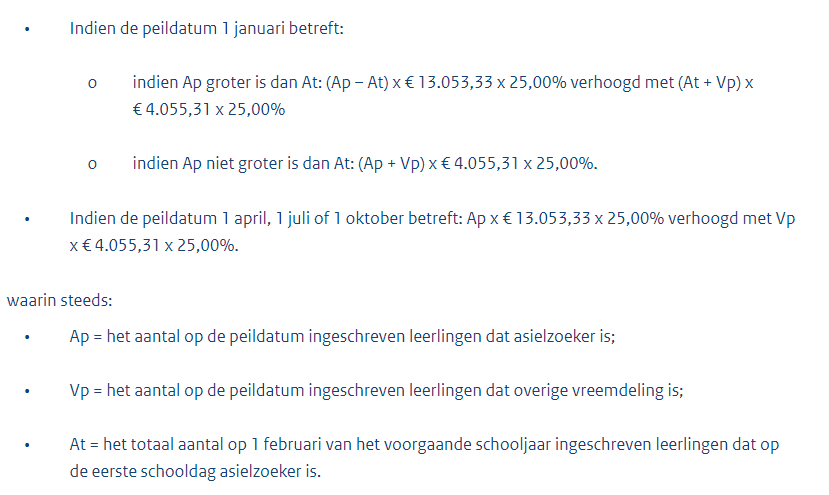 • Indien de peildatum 1 januari betreft:
o indien Ap groter is dan At: (Ap – At) x € 13.053,33 x 25,00% verhoogd met (At + Vp) x
€ 4.055,31 x 25,00%
o indien Ap niet groter is dan At: (Ap + Vp) x € 4.055,31 x 25,00%.
• Indien de peildatum 1 april, 1 juli of 1 oktober betreft: Ap x € 13.053,33 x 25,00% verhoogd met Vp
x € 4.055,31 x 25,00%.
waarin steeds:
• Ap = het aantal op de peildatum ingeschreven leerlingen dat asielzoeker is;
• Vp = het aantal op de peildatum ingeschreven leerlingen dat overige vreemdeling is;
• At = het totaal aantal op 1 februari van het voorgaande schooljaar ingeschreven leerlingen dat op
de eerste schooldag asielzoeker is.